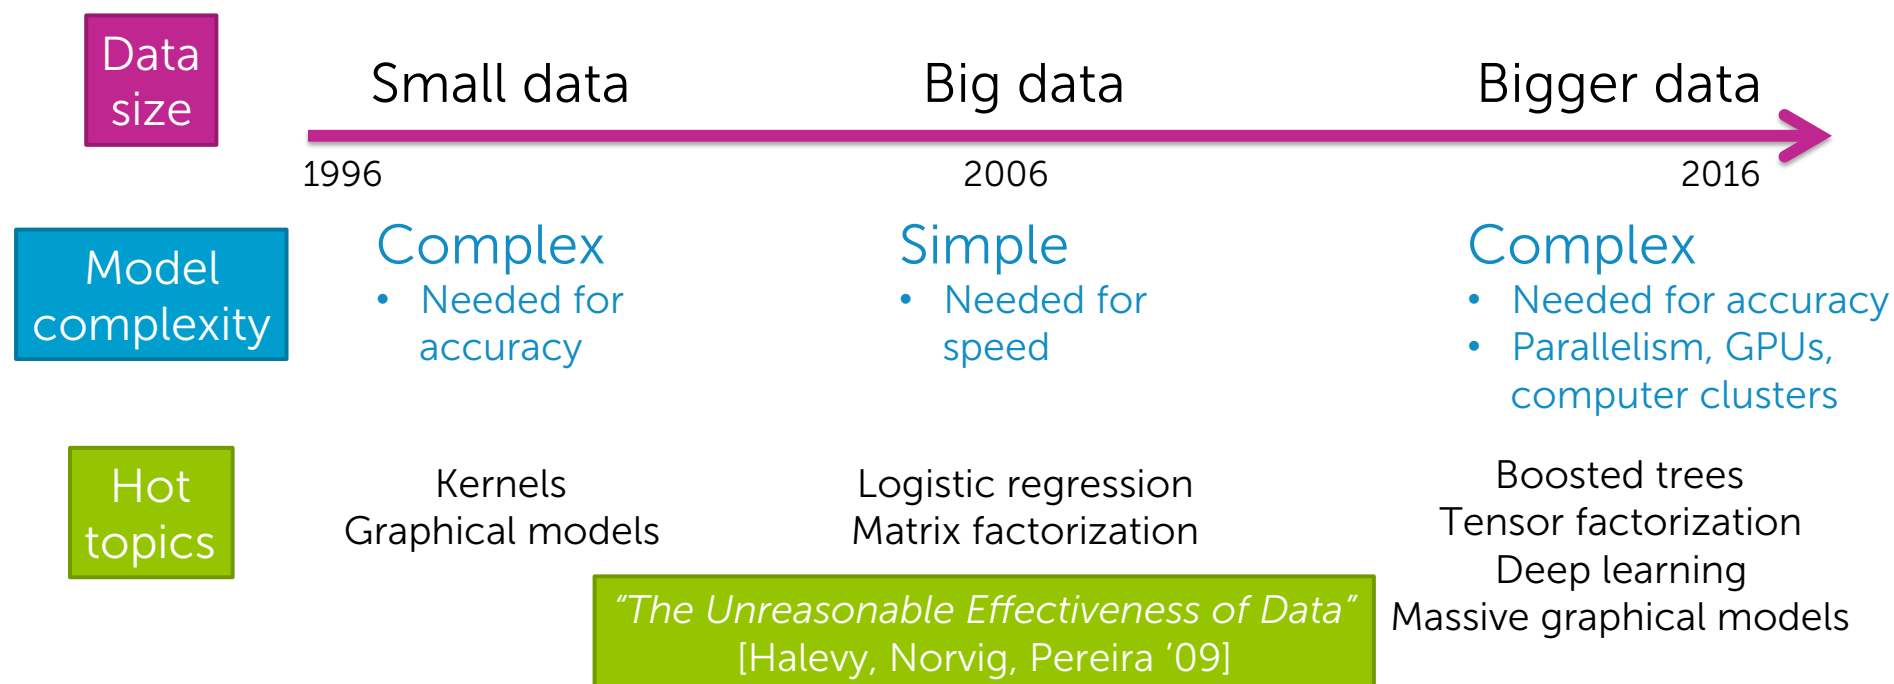 Data
size
Small data
Big data
Bigger data
1996
2006
2016
Model
complexity
Complex
• Needed for
accuracy
Simple
• Needed for
speed
Complex
• Needed for accuracy
• Parallelism, GPUs,
computer clusters
Hot
topics
Kernels
Graphical models
Logistic regression
Matrix factorization
Boosted trees
Tensor factorization
Deep learning
Massive graphical models
“The Unreasonable Effectiveness of Data”
[Halevy, Norvig, Pereira ’09]